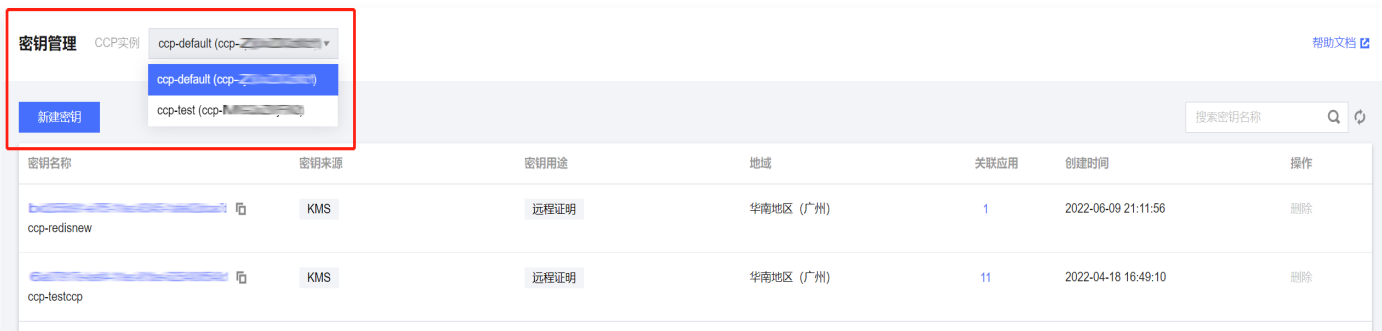 密钥管理 CCP实例 ccp-default (ccp- 帮助文档
ccp-default (ccp-
ccp-test (ccp-
新建密钥 搜索密钥名称
密钥名称 密钥来源 密钥用途 地域 关联应用 创建时间 操作
KMS 远程证明 华南地区（广州） 1 2022-06-09 21:11:56 删除
ccp-redisnew
KMS 远程证明 华南地区（广州） 11 2022-04-18 16:49:10 删除
ccp-testccp